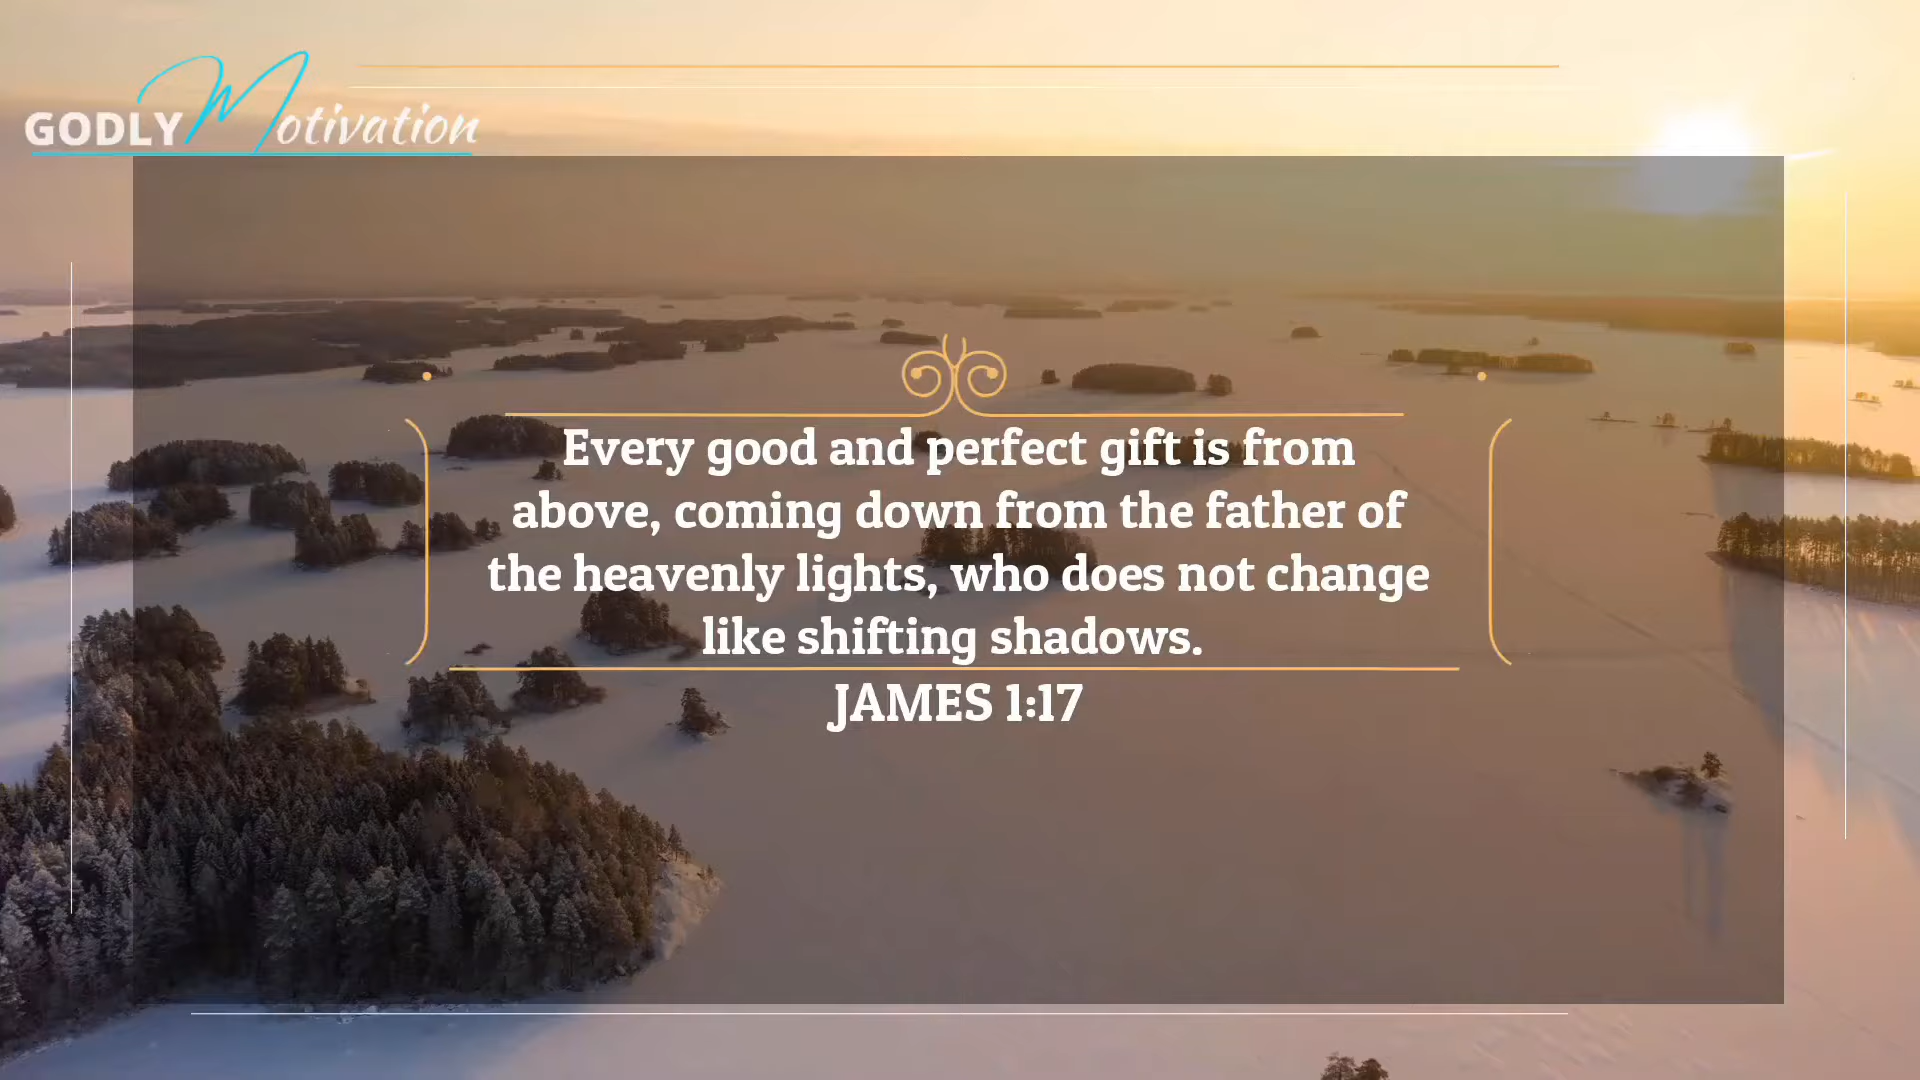 GODLY Motivation
Every good and perfect gift is from
above, coming down from the father of
the heavenly lights, who does not change
like shifting shadows.
JAMES 1:17